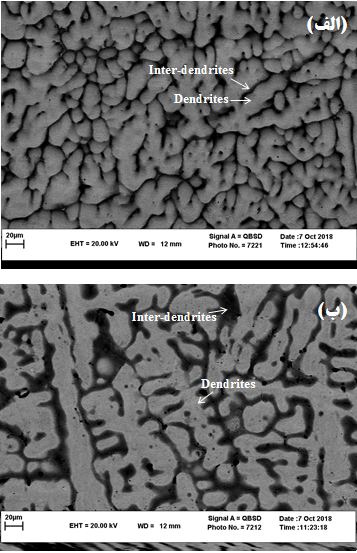 (الف)
Inter-dendrites
Dendrites
20µm
EHT = 20.00 kV
WD = 12 mm
Signal A = QBSD
Photo No. = 7221
Date :7 Oct 2018
Time :12:54:46
(ب)
Inter-dendrites
Dendrites
20µm
EHT = 20.00 kV
WD = 12 mm
Signal A = QBSD
Photo No. = 7212
Date :7 Oct 2018
Time :11:23:18